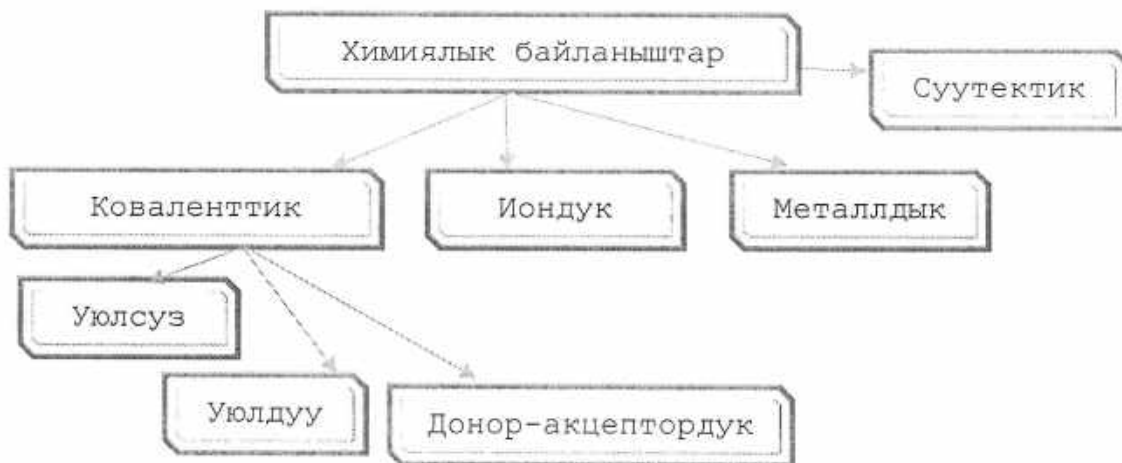 Химиялык байланыштар
Суутектик
Коваленттик
Иондук
Металлдык
Уюлсуз
Уюлдуу
Донор-акцептордук